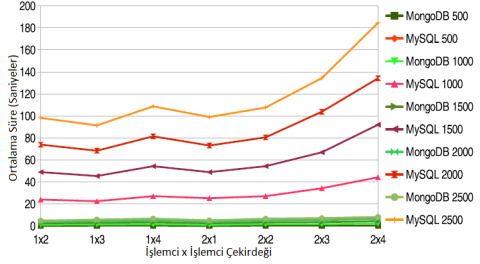 200
180
160
140
120
100
80
60
40
20
0
Ortalama Süre (Saniyeler)
1x2 1x3 1x4 2x1 2x2 2x3 2x4
İşlemci x İşlemci Çekirdeği
MongoDB 500
MySQL 500
MongoDB 1000
MySQL 1000
MongoDB 1500
MySQL 1500
MongoDB 2000
MySQL 2000
MongoDB 2500
MySQL 2500